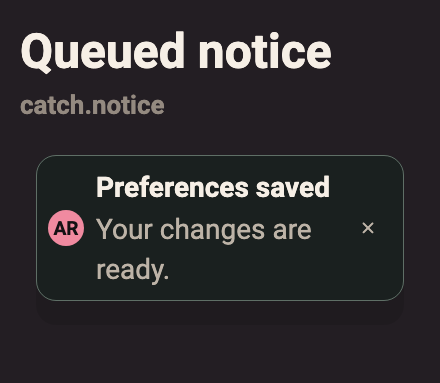 Queued notice
catch.notice
Preferences saved
AR
Your changes are
ready.
×